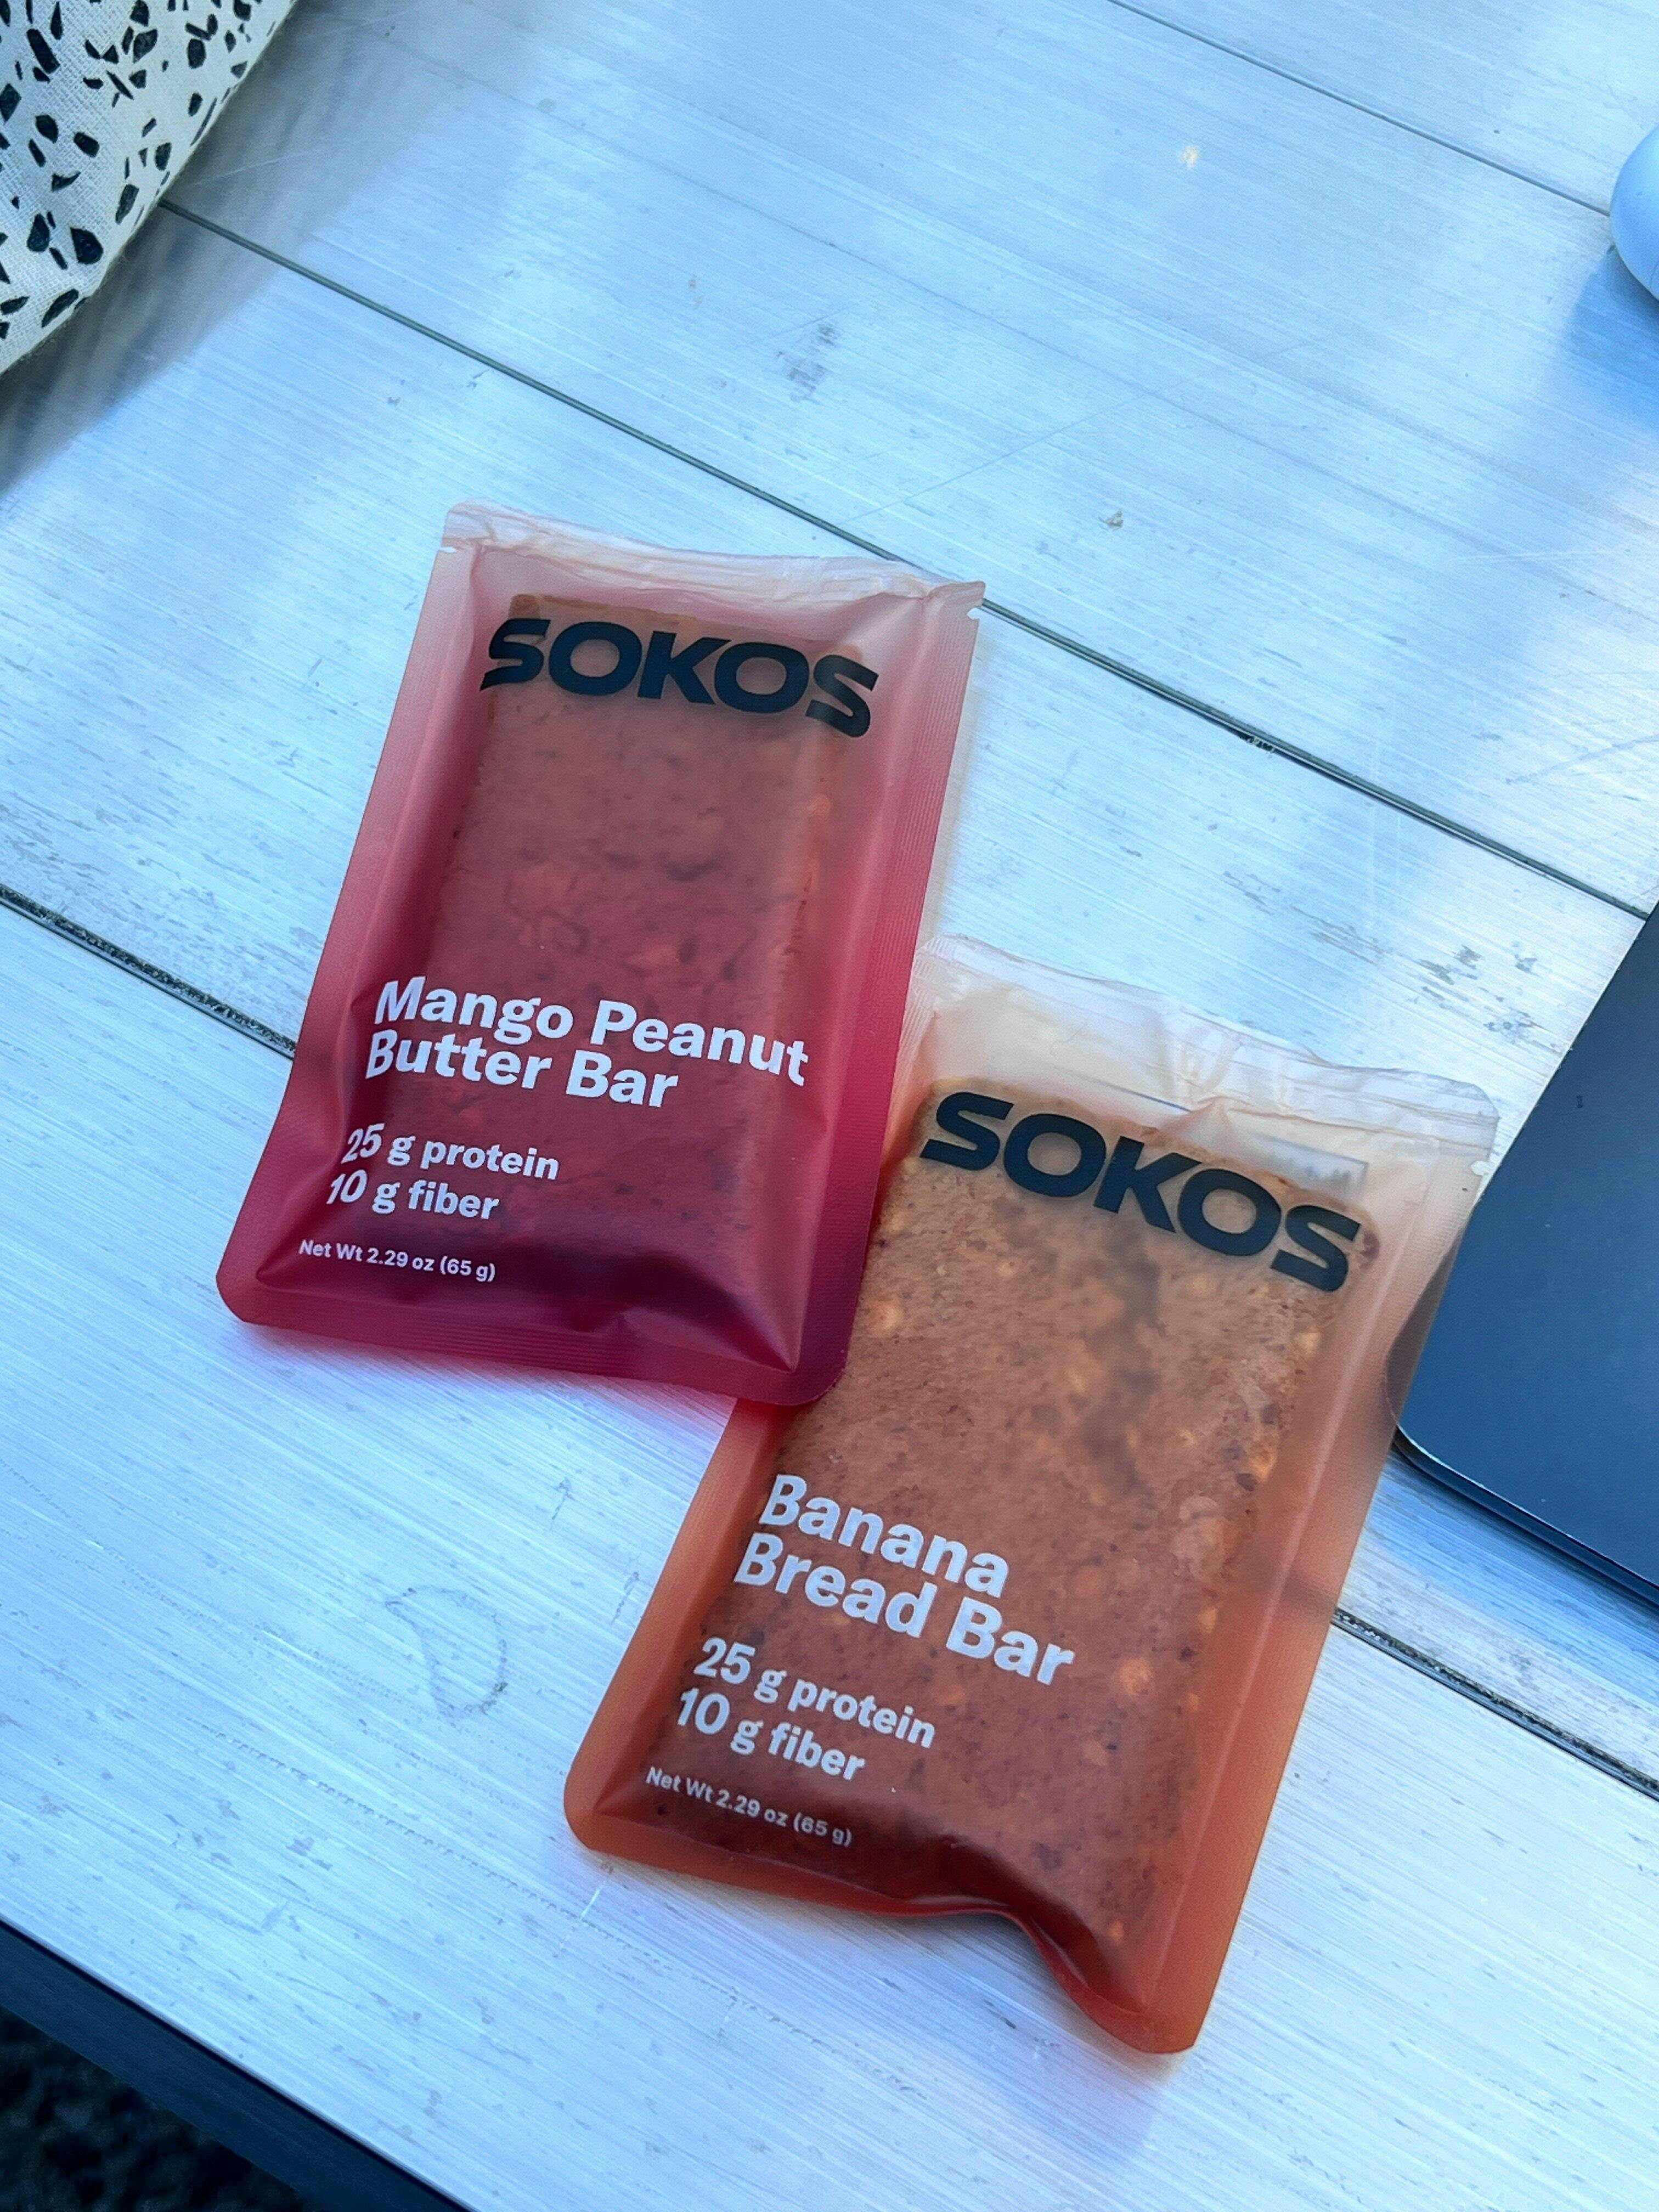 SOKOS
Mango Peanut
Butter Bar
25 g protein
10 g fiber
Net Wt 2.29 oz (65 g)
SOKOS
Banana
Bread Bar
25 g protein
10 g fiber
Net Wt 2.29 oz (65 g)